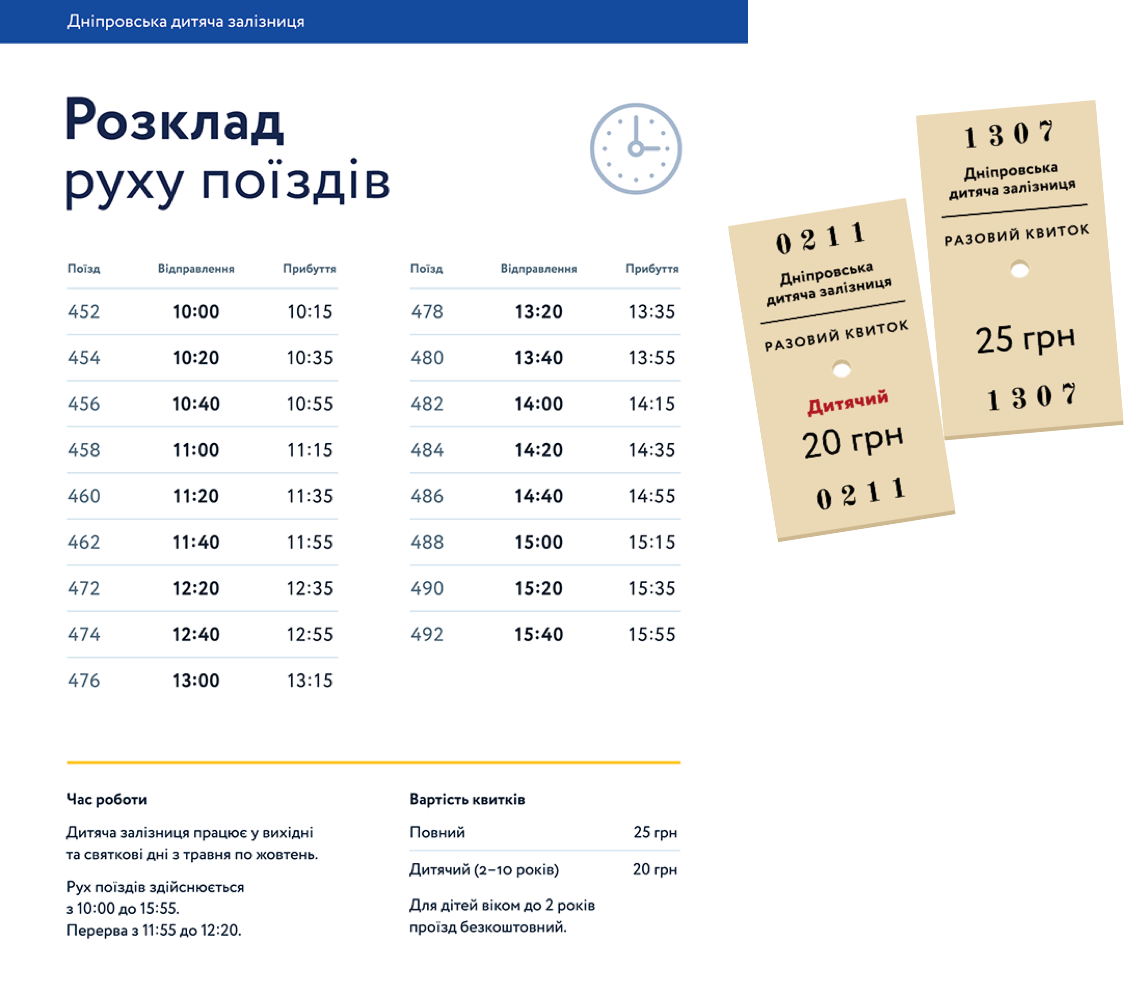 Дніпровська дитяча залізниця
Розклад
руху поїздів
Поїзд Відправлення Прибуття
452 10:00 10:15
454 10:20 10:35
456 10:40 10:55
458 11:00 11:15
460 11:20 11:35
462 11:40 11:55
472 12:20 12:35
474 12:40 12:55
476 13:00 13:15
Поїзд Відправлення Прибуття
478 13:20 13:35
480 13:40 13:55
482 14:00 14:15
484 14:20 14:35
486 14:40 14:55
488 15:00 15:15
490 15:20 15:35
492 15:40 15:55
Час роботи
Дитяча залізниця працює у вихідні
та святкові дні з травня по жовтень.
Рух поїздів здійснюється
з 10:00 до 15:55.
Перерва з 11:55 до 12:20.
Вартість квитків
Повний 25 грн
Дитячий (2–10 років) 20 грн
Для дітей віком до 2 років
проїзд безкоштовний.
0211
Дніпровська
дитяча залізниця
РАЗОВИЙ КВИТОК
Дитячий
20 грн
0211
1307
Дніпровська
дитяча залізниця
РАЗОВИЙ КВИТОК
25 грн
1307